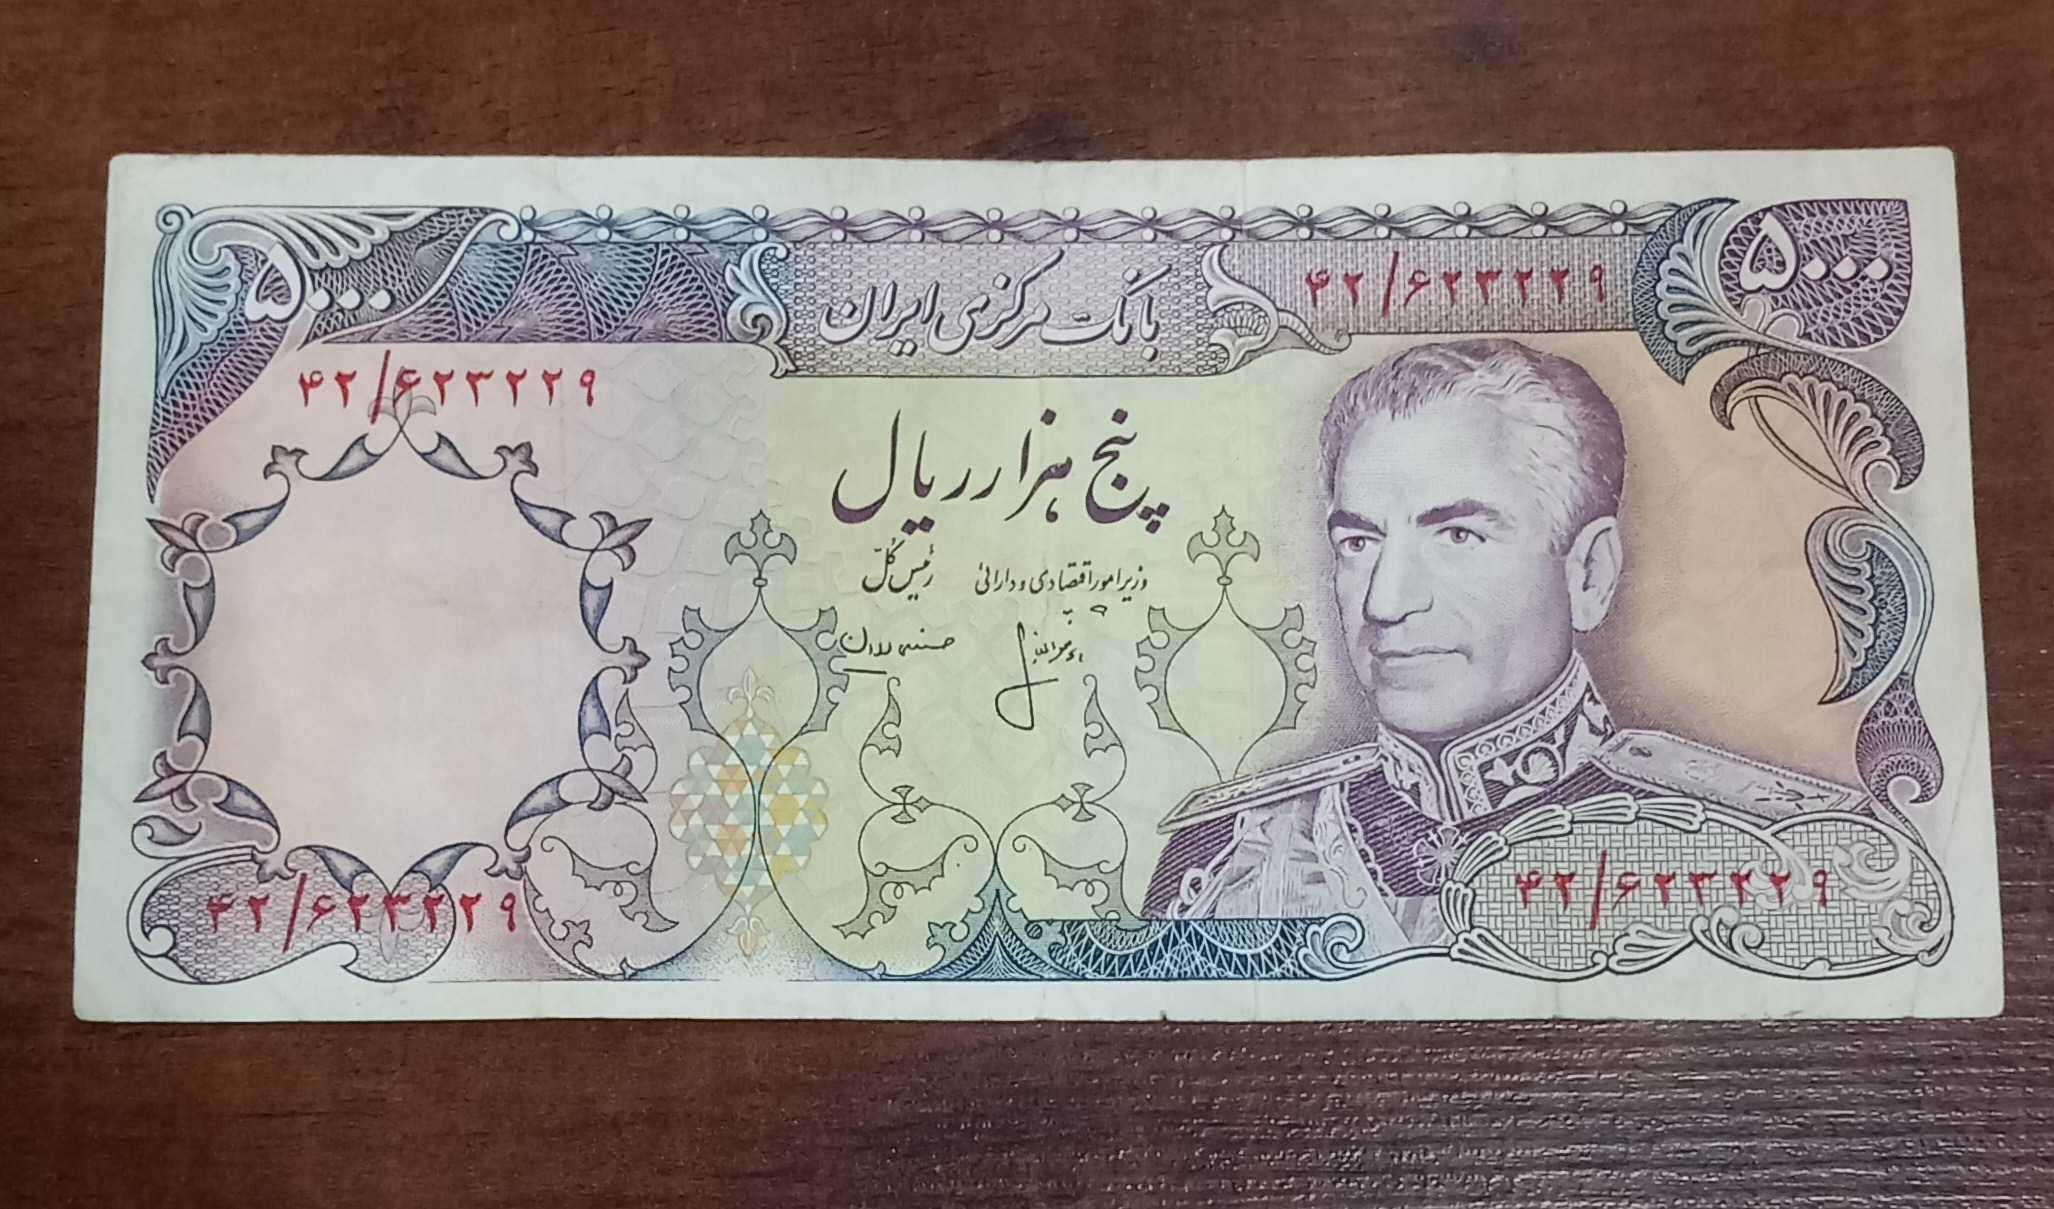 ۵۰۰۰
بانک مرکزی ایران
۴۲/۶۲۳۲۲۹
۵۰۰۰
۴۲/۶۲۳۲۲۹
پنج هزار ریال
وزیر امور اقتصادی و دارائی
رئیس کل
۴۲/۶۲۳۲۲۹
۴۲/۶۲۳۲۲۹